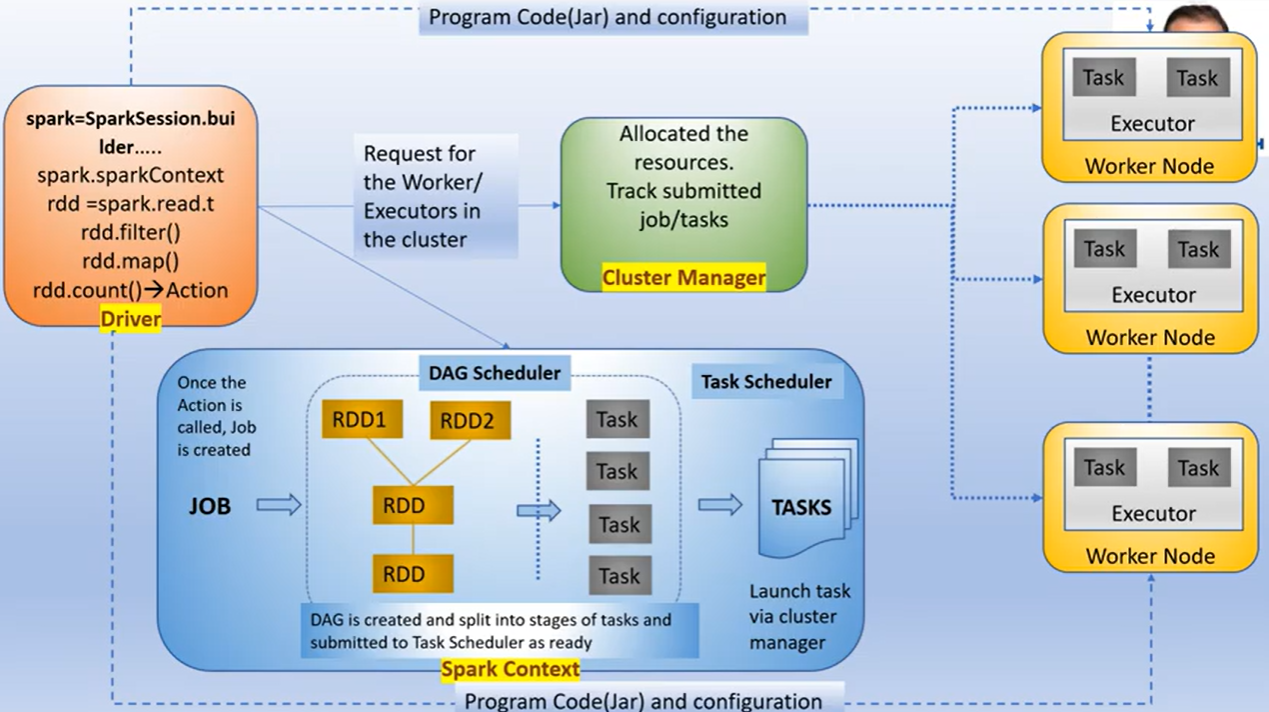 Program Code(Jar) and configuration
spark=SparkSession.bui
lder.....
spark.sparkContext
rdd =spark.read.t
rdd.filter()
rdd.map()
rdd.count()→Action
Driver
Request for
the Worker/
Executors in
the cluster
Allocated the
resources.
Track submitted
job/tasks
Cluster Manager
Task Task
Executor
Worker Node
Task Task
Executor
Worker Node
Task Task
Executor
Worker Node
Once the
Action is
called, Job
is created
JOB
DAG Scheduler
RDD1 RDD2
RDD
RDD
Task
Task
Task
Task
DAG is created and split into stages of tasks and
submitted to Task Scheduler as ready
Task Scheduler
TASKS
Launch task
via cluster
manager
Spark Context
Program Code(Jar) and configuration